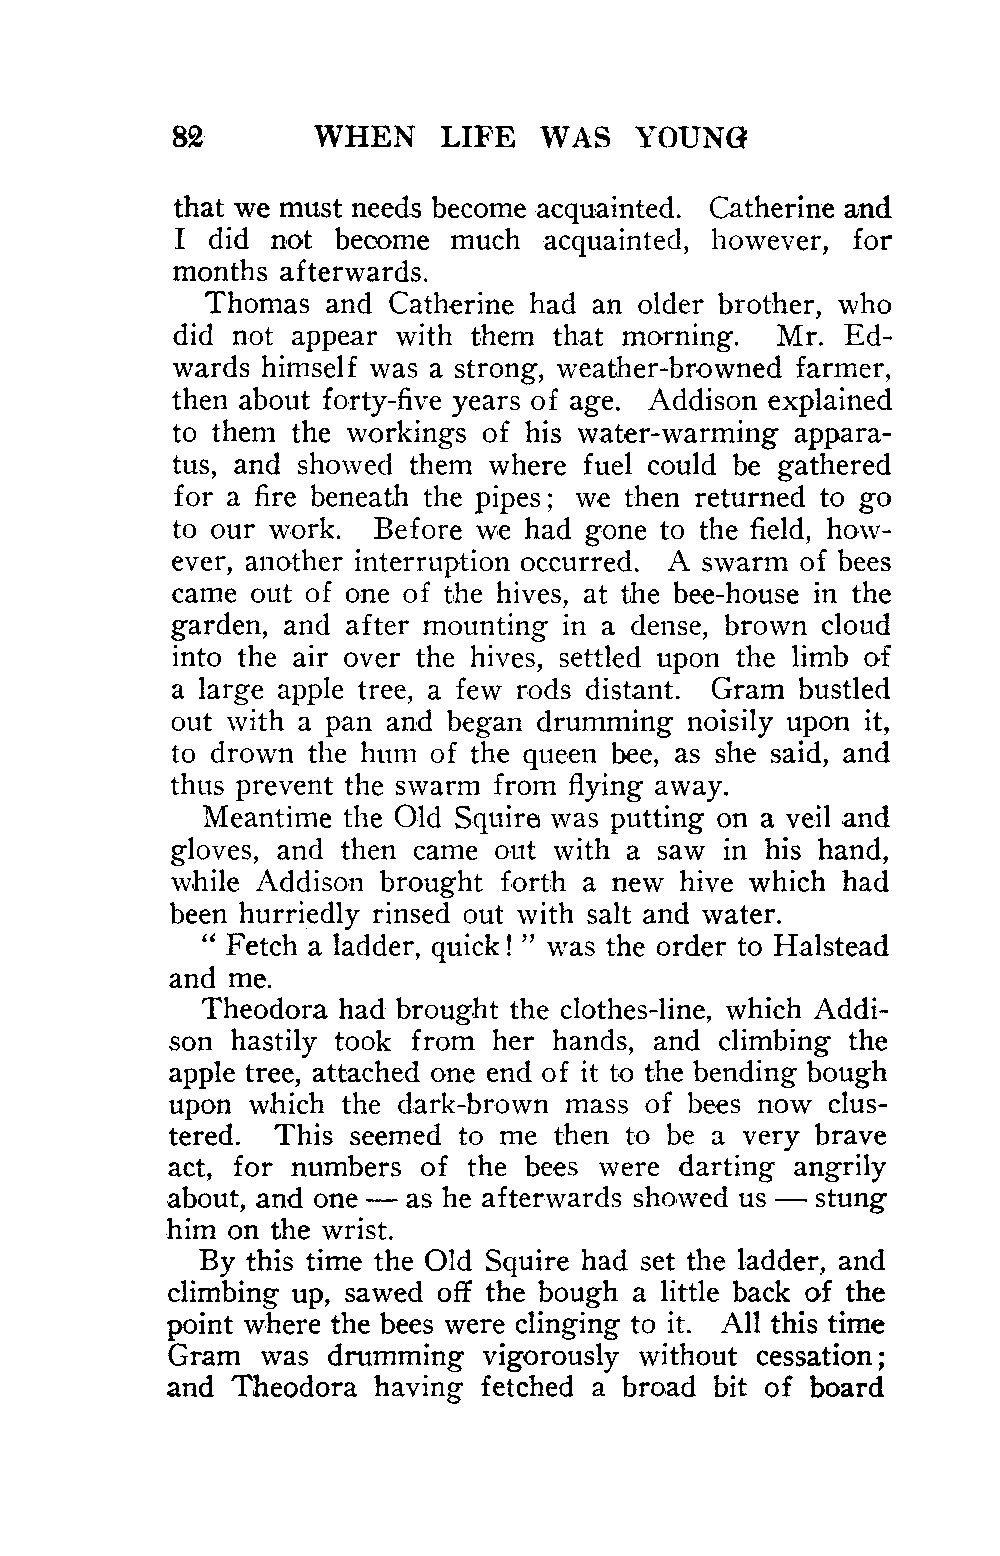 82 WHEN LIFE WAS YOUNG
that we must needs become acquainted. Catherine and
I did not become much acquainted, however, for
months afterwards.
Thomas and Catherine had an older brother, who
did not appear with them that morning. Mr. Ed-
wards himself was a strong, weather-browned farmer,
then about forty-five years of age. Addison explained
to them the workings of his water-warming appara-
tus, and showed them where fuel could be gathered
for a fire beneath the pipes; we then returned to go
to our work. Before we had gone to the field, how-
ever, another interruption occurred. A swarm of bees
came out of one of the hives, at the bee-house in the
garden, and after mounting in a dense, brown cloud
into the air over the hives, settled upon the limb of
a large apple tree, a few rods distant. Gram bustled
out with a pan and began drumming noisily upon it,
to drown the hum of the queen bee, as she said, and
thus prevent the swarm from flying away.
Meantime the Old Squire was putting on a veil and
gloves, and then came out with a saw in his hand,
while Addison brought forth a new hive which had
been hurriedly rinsed out with salt and water.
“ Fetch a ladder, quick! ” was the order to Halstead
and me.
Theodora had brought the clothes-line, which Addi-
son hastily took from her hands, and climbing the
apple tree, attached one end of it to the bending bough
upon which the dark-brown mass of bees now clus-
tered. This seemed to me then to be a very brave
act, for numbers of the bees were darting angrily
about, and one — as he afterwards showed us — stung
him on the wrist.
By this time the Old Squire had set the ladder, and
climbing up, sawed off the bough a little back of the
point where the bees were clinging to it. All this time
Gram was drumming vigorously without cessation;
and Theodora having fetched a broad bit of board